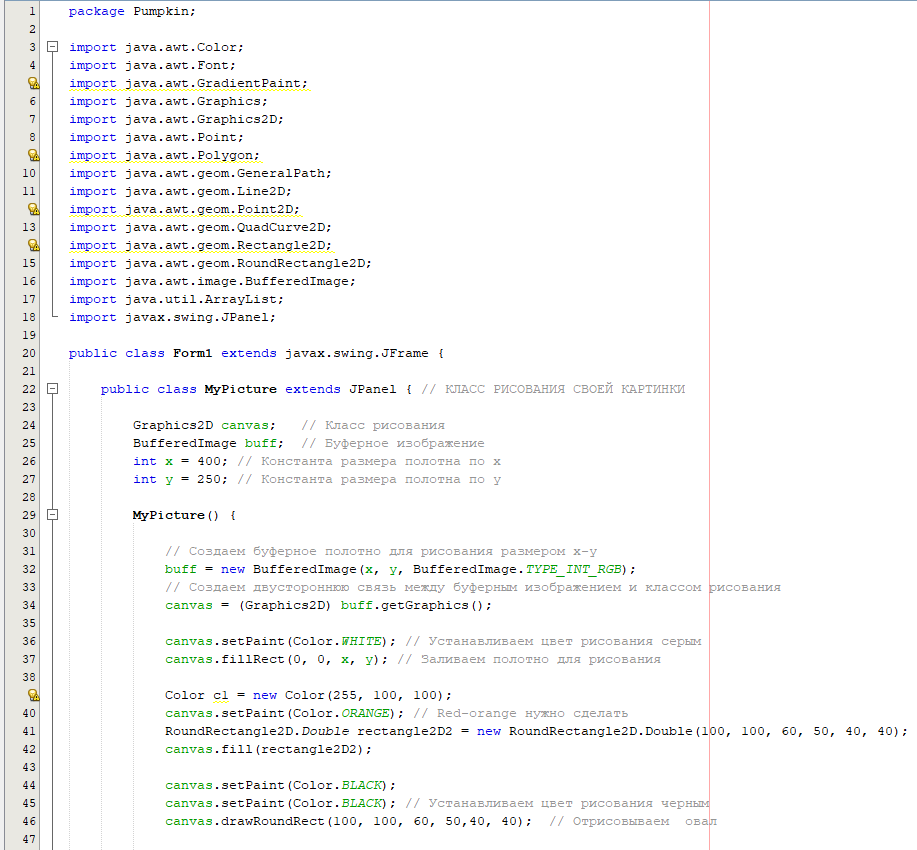 1 package Pumpkin;
2
3 import java.awt.Color;
4 import java.awt.Font;
import java.awt.GradientPaint;
6 import java.awt.Graphics;
7 import java.awt.Graphics2D;
8 import java.awt.Point;
import java.awt.Polygon;
10 import java.awt.geom.GeneralPath;
11 import java.awt.geom.Line2D;
import java.awt.geom.Point2D;
13 import java.awt.geom.QuadCurve2D;
import java.awt.geom.Rectangle2D;
15 import java.awt.geom.RoundRectangle2D;
16 import java.awt.image.BufferedImage;
17 import java.util.ArrayList;
18 import javax.swing.JPanel;
19
20 public class Form1 extends javax.swing.JFrame {
21
22 public class MyPicture extends JPanel { // КЛАСС РИСОВАНИЯ СВОЕЙ КАРТИНКИ
23
24 Graphics2D canvas; // Класс рисования
25 BufferedImage buff; // Буферное изображение
26 int x = 400; // Константа размера полотна по x
27 int y = 250; // Константа размера полотна по y
28
29 MyPicture() {
30
31 // Создаем буферное полотно для рисования размером x-y
32 buff = new BufferedImage(x, y, BufferedImage.TYPE_INT_RGB);
33 // Создаем двустороннюю связь между буферным изображением и классом рисования
34 canvas = (Graphics2D) buff.getGraphics();
35
36 canvas.setPaint(Color.WHITE); // Устанавливаем цвет рисования серым
37 canvas.fillRect(0, 0, x, y); // Заливаем полотно для рисования
38
Color c1 = new Color(255, 100, 100);
40 canvas.setPaint(Color.ORANGE); // Red-orange нужно сделать
41 RoundRectangle2D.Double rectangle2D2 = new RoundRectangle2D.Double(100, 100, 60, 50, 40, 40);
42 canvas.fill(rectangle2D2);
43
44 canvas.setPaint(Color.BLACK);
45 canvas.setPaint(Color.BLACK); // Устанавливаем цвет рисования черным
46 canvas.drawRoundRect(100, 100, 60, 50,40, 40); // Отрисовываем овал
47